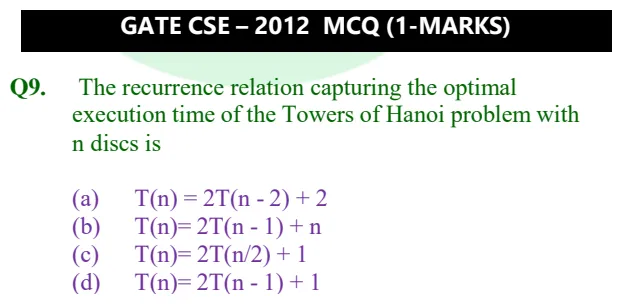 GATE CSE – 2012 MCQ (1-MARKS)
Q9. The recurrence relation capturing the optimal
execution time of the Towers of Hanoi problem with
n discs is
(a) T(n) = 2T(n - 2) + 2
(b) T(n)= 2T(n - 1) + n
(c) T(n)= 2T(n/2) + 1
(d) T(n)= 2T(n - 1) + 1